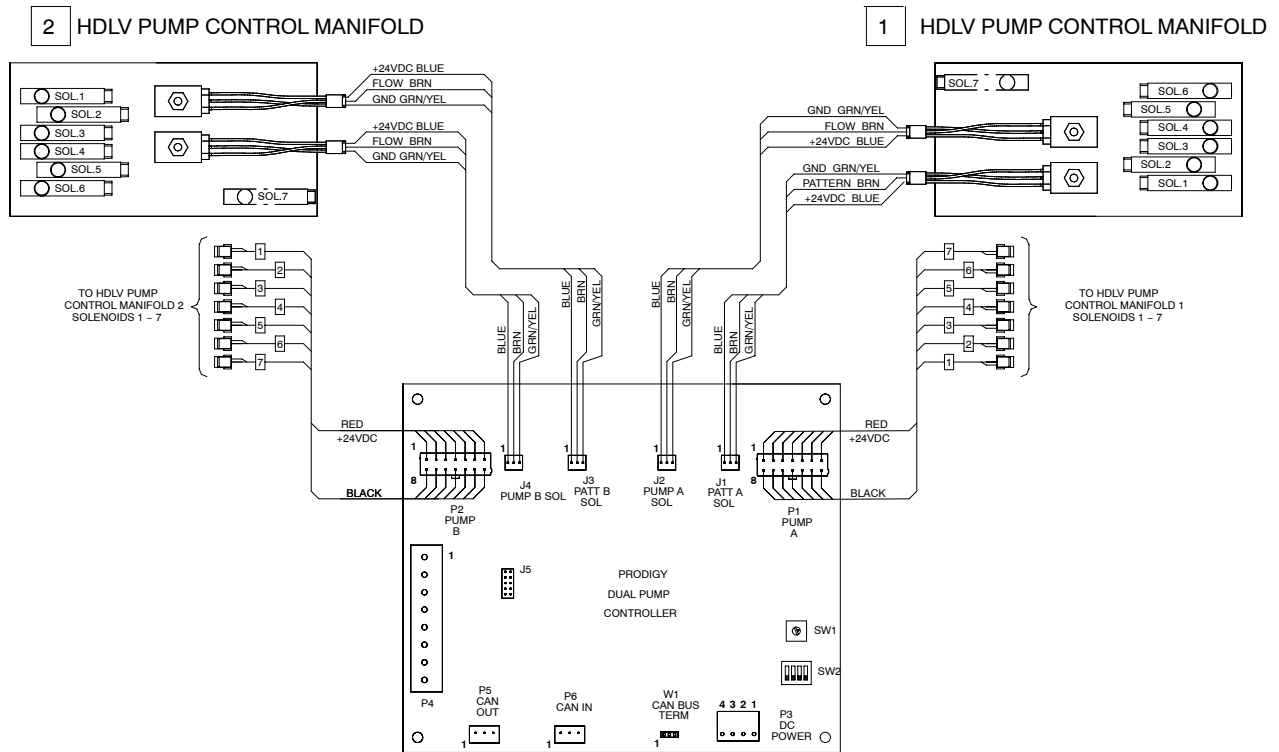 2 HDLV PUMP CONTROL MANIFOLD
1 HDLV PUMP CONTROL MANIFOLD
SOL.1
SOL.2
SOL.3
SOL.4
SOL.5
SOL.6
SOL.7
+24VDC BLUE
FLOW BRN
GND GRN/YEL
+24VDC BLUE
FLOW BRN
GND GRN/YEL
GND GRN/YEL
FLOW BRN
+24VDC BLUE
GND GRN/YEL
PATTERN BRN
+24VDC BLUE
SOL.7
SOL.6
SOL.5
SOL.4
SOL.3
SOL.2
SOL.1
1
2
3
4
5
6
7
TO HDLV PUMP
CONTROL MANIFOLD 2
SOLENOIDS 1 – 7
BLUE
BRN
GRN/YEL
BLUE
BRN
GRN/YEL
BLUE
BRN
GRN/YEL
BLUE
BRN
GRN/YEL
7
6
5
4
3
2
1
TO HDLV PUMP
CONTROL MANIFOLD 1
SOLENOIDS 1 – 7
RED
+24VDC
BLACK
1
8
P2
PUMP
B
1
J4
PUMP B SOL
1
J3
PATT B
SOL
1
J2
PUMP A
SOL
1
J1
PATT A
SOL
1
8
P1
PUMP
A
RED
+24VDC
BLACK
1
P4
J5
PRODIGY
DUAL PUMP
CONTROLLER
SW1
SW2
P5
CAN
OUT
1
P6
CAN IN
1
W1
CAN BUS
TERM
1
4 3 2 1
P3
DC
POWER